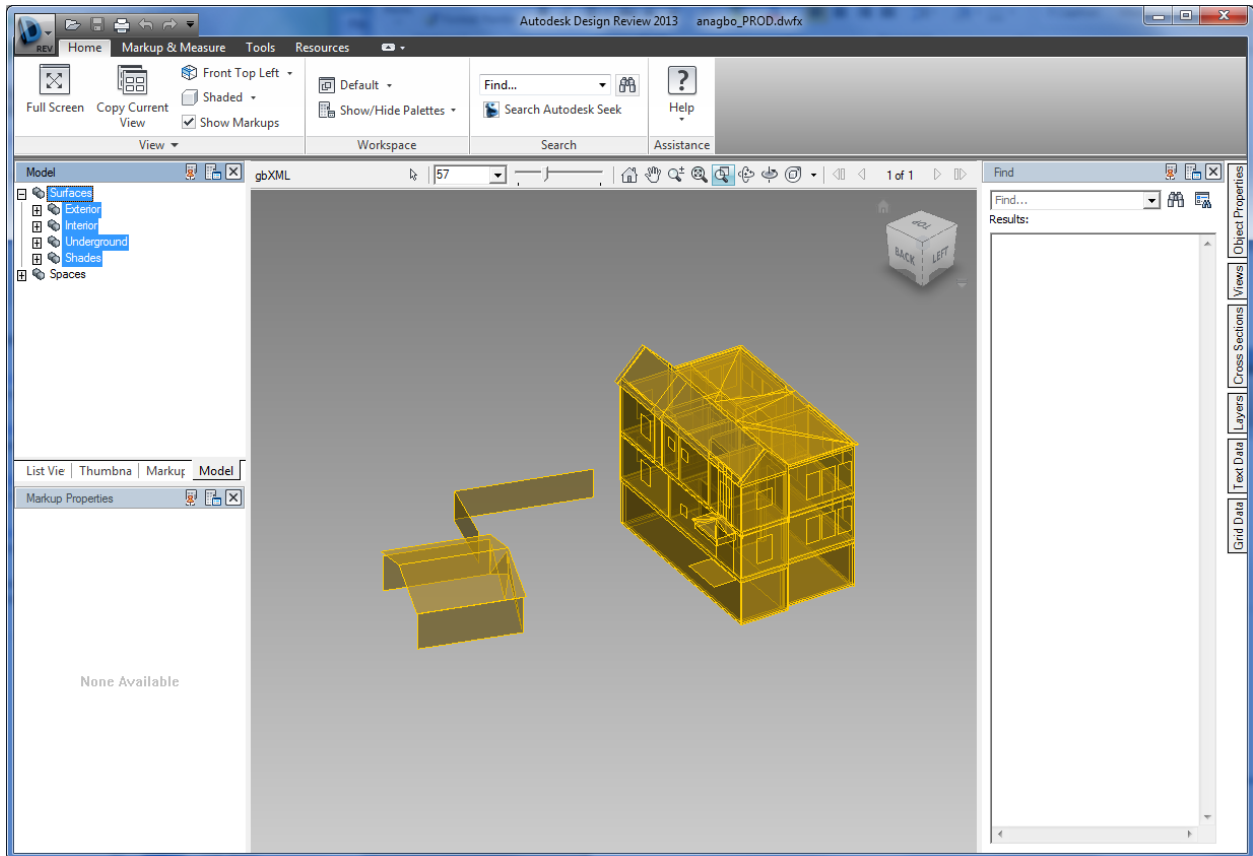 Autodesk Design Review 2013 anagbo_PROD.dwfx
REV
Home Markup & Measure Tools Resources
Full Screen
Copy Current View
Front Top Left
Shaded
Show Markups
View
Default
Show/Hide Palettes
Workspace
Find...
Search Autodesk Seek
Search
Help
Assistance
Model
Surfaces
Exterior
Interior
Underground
Shades
Spaces
List Vie Thumbna Markup Model
Markup Properties
None Available
gbXML 57 1 of 1
TOP
BACK LEFT
Find
Find...
Results:
Object Properties
Views
Cross Sections
Layers
Text Data
Grid Data